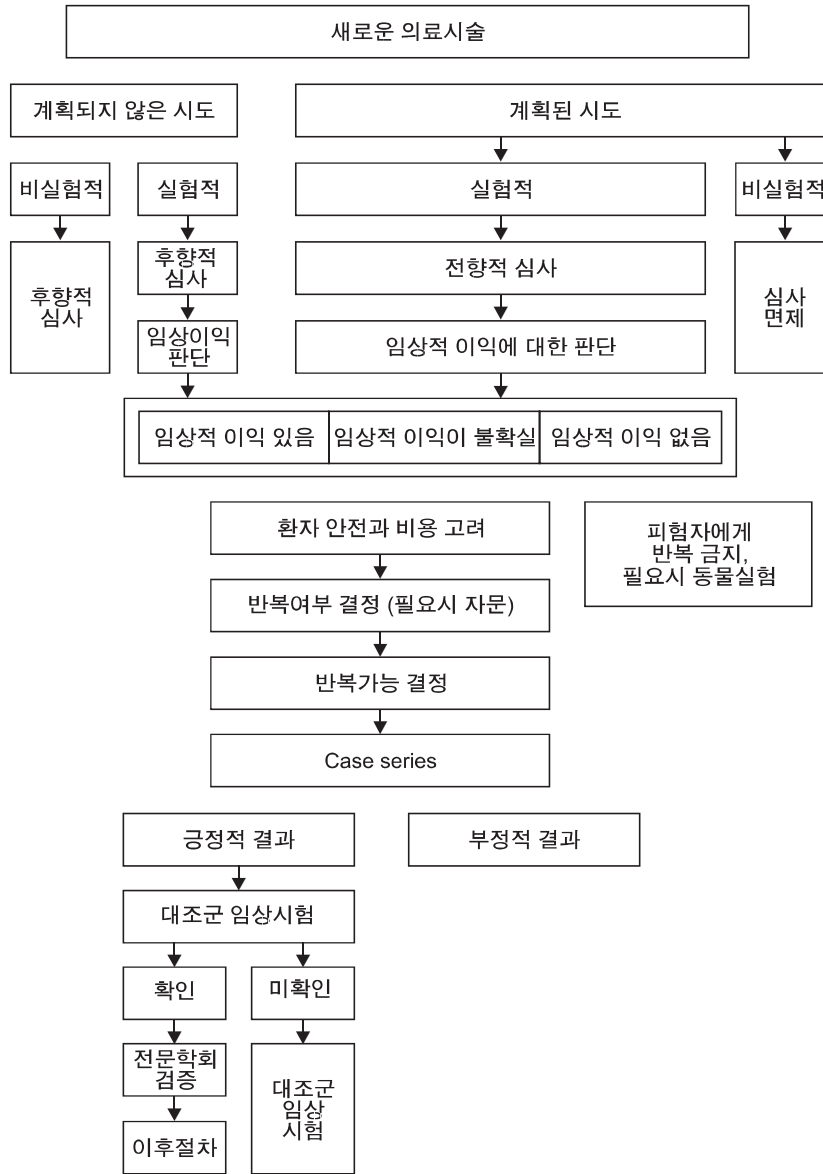 새로운 의료시술
계획되지 않은 시도
계획된 시도
비실험적
실험적
실험적
비실험적
후향적
심사
후향적
심사
전향적 심사
심사
면제
임상이익
판단
임상적 이익에 대한 판단
임상적 이익 있음
임상적 이익이 불확실
임상적 이익 없음
환자 안전과 비용 고려
피험자에게
반복 금지,
필요시 동물실험
반복여부 결정 (필요시 자문)
반복가능 결정
Case series
긍정적 결과
부정적 결과
대조군 임상시험
확인
미확인
전문학회
검증
대조군
임상
시험
이후절차